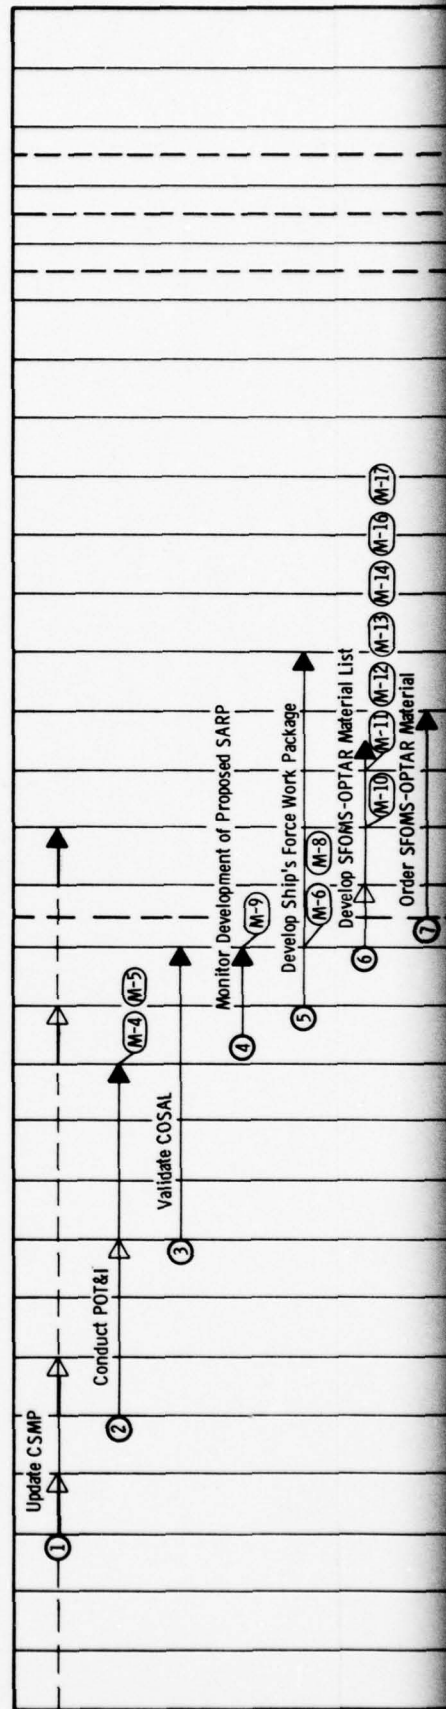 Update CSMP
1
Conduct POT&I
2
M-4 M-5
Validate COSAL
3
Monitor Development of Proposed SARP
4
M-9
Develop Ship's Force Work Package
5
M-6 M-8
Develop SFOMS-OPTAR Material List
6
M-10 M-11 M-12 M-13 M-14 M-16 M-17
Order SFOMS-OPTAR Material
7